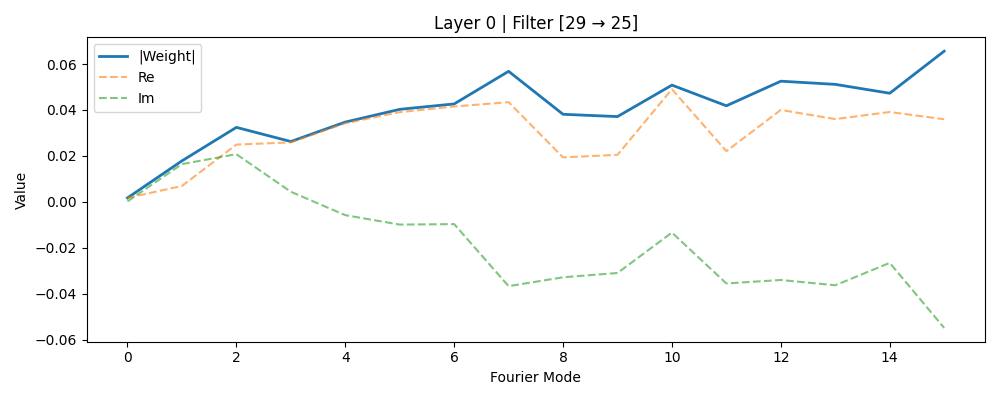 Layer 0 | Filter [29 → 25]
|Weight|
Re
Im
Value
0.06
0.04
0.02
0.00
−0.02
−0.04
−0.06
0 2 4 6 8 10 12 14
Fourier Mode